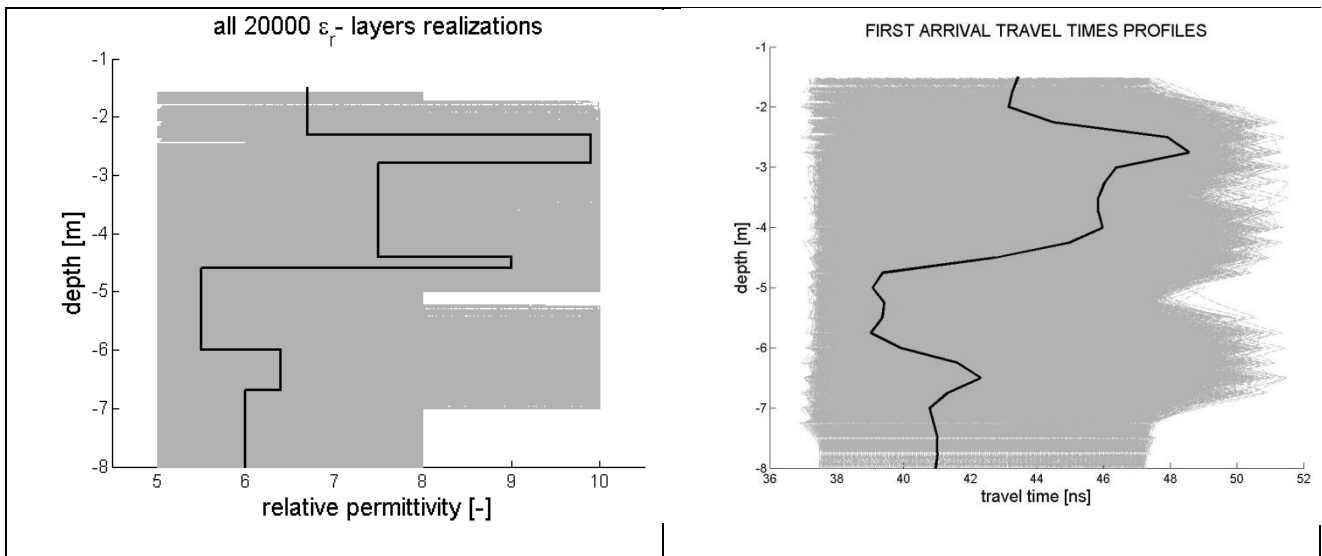 all 20000 εr- layers realizations
-1
-2
-3
-4
-5
-6
-7
-8
depth [m]
5 6 7 8 9 10
relative permittivity [-]
FIRST ARRIVAL TRAVEL TIMES PROFILES
-1
-2
-3
-4
-5
-6
-7
-8
depth [m]
36 38 40 42 44 46 48 50 52
travel time [ns]